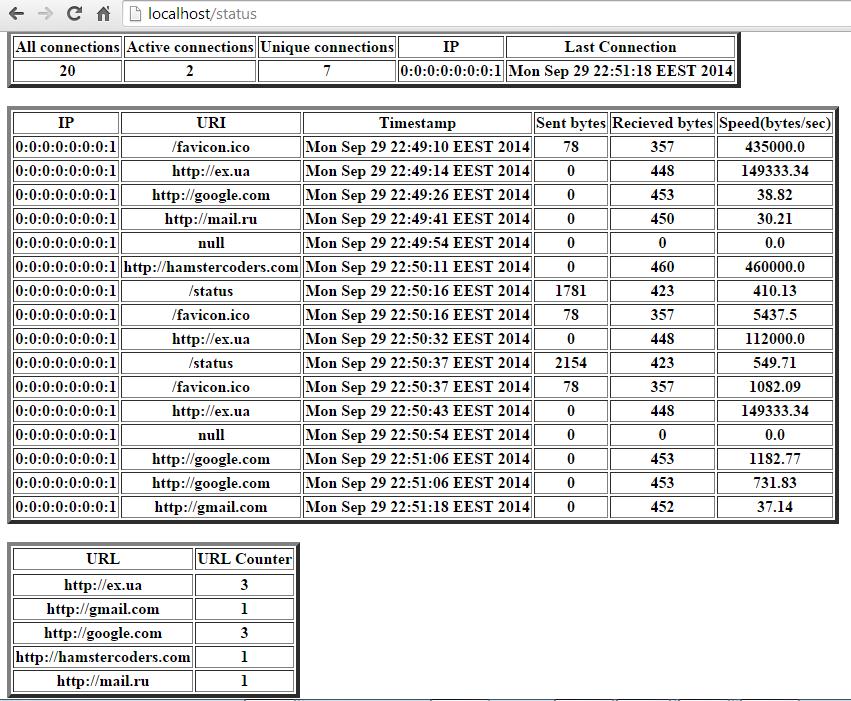 localhost/status
All connections Active connections Unique connections IP Last Connection
20 2 7 0:0:0:0:0:0:0:1 Mon Sep 29 22:51:18 EEST 2014
IP URI Timestamp Sent bytes Recieved bytes Speed(bytes/sec)
0:0:0:0:0:0:0:1 /favicon.ico Mon Sep 29 22:49:10 EEST 2014 78 357 435000.0
0:0:0:0:0:0:0:1 http://ex.ua Mon Sep 29 22:49:14 EEST 2014 0 448 149333.34
0:0:0:0:0:0:0:1 http://google.com Mon Sep 29 22:49:26 EEST 2014 0 453 38.82
0:0:0:0:0:0:0:1 http://mail.ru Mon Sep 29 22:49:41 EEST 2014 0 450 30.21
0:0:0:0:0:0:0:1 null Mon Sep 29 22:49:54 EEST 2014 0 0 0.0
0:0:0:0:0:0:0:1 http://hamstercoders.com Mon Sep 29 22:50:11 EEST 2014 0 460 460000.0
0:0:0:0:0:0:0:1 /status Mon Sep 29 22:50:16 EEST 2014 1781 423 410.13
0:0:0:0:0:0:0:1 /favicon.ico Mon Sep 29 22:50:16 EEST 2014 78 357 5437.5
0:0:0:0:0:0:0:1 http://ex.ua Mon Sep 29 22:50:32 EEST 2014 0 448 112000.0
0:0:0:0:0:0:0:1 /status Mon Sep 29 22:50:37 EEST 2014 2154 423 549.71
0:0:0:0:0:0:0:1 /favicon.ico Mon Sep 29 22:50:37 EEST 2014 78 357 1082.09
0:0:0:0:0:0:0:1 http://ex.ua Mon Sep 29 22:50:43 EEST 2014 0 448 149333.34
0:0:0:0:0:0:0:1 null Mon Sep 29 22:50:54 EEST 2014 0 0 0.0
0:0:0:0:0:0:0:1 http://google.com Mon Sep 29 22:51:06 EEST 2014 0 453 1182.77
0:0:0:0:0:0:0:1 http://google.com Mon Sep 29 22:51:06 EEST 2014 0 453 731.83
0:0:0:0:0:0:0:1 http://gmail.com Mon Sep 29 22:51:18 EEST 2014 0 452 37.14
URL URL Counter
http://ex.ua 3
http://gmail.com 1
http://google.com 3
http://hamstercoders.com 1
http://mail.ru 1